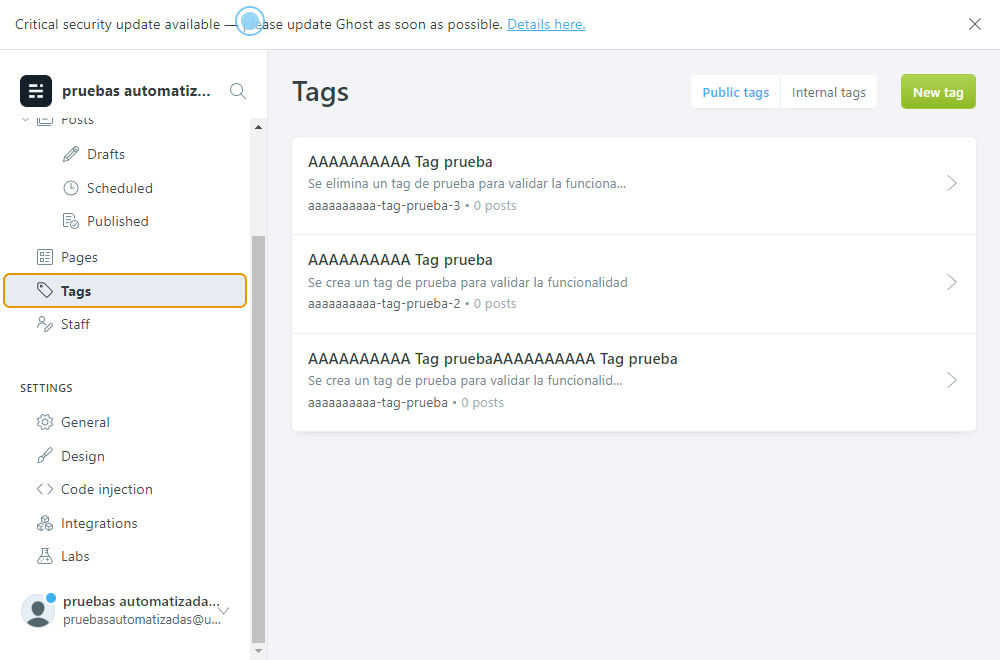 Critical security update available — please update Ghost as soon as possible. Details here.
pruebas automatiz...
Posts
Drafts
Scheduled
Published
Pages
Tags
Staff
SETTINGS
General
Design
Code injection
Integrations
Labs
pruebas automatizada...
pruebasautomatizadas@u...
Tags
Public tags
Internal tags
New tag
AAAAAAAAAA Tag prueba
Se elimina un tag de prueba para validar la funciona...
aaaaaaaaaa-tag-prueba-3 • 0 posts
AAAAAAAAAA Tag prueba
Se crea un tag de prueba para validar la funcionalidad
aaaaaaaaaa-tag-prueba-2 • 0 posts
AAAAAAAAAA Tag pruebaAAAAAAAAAA Tag prueba
Se crea un tag de prueba para validar la funcionalid...
aaaaaaaaaa-tag-prueba • 0 posts